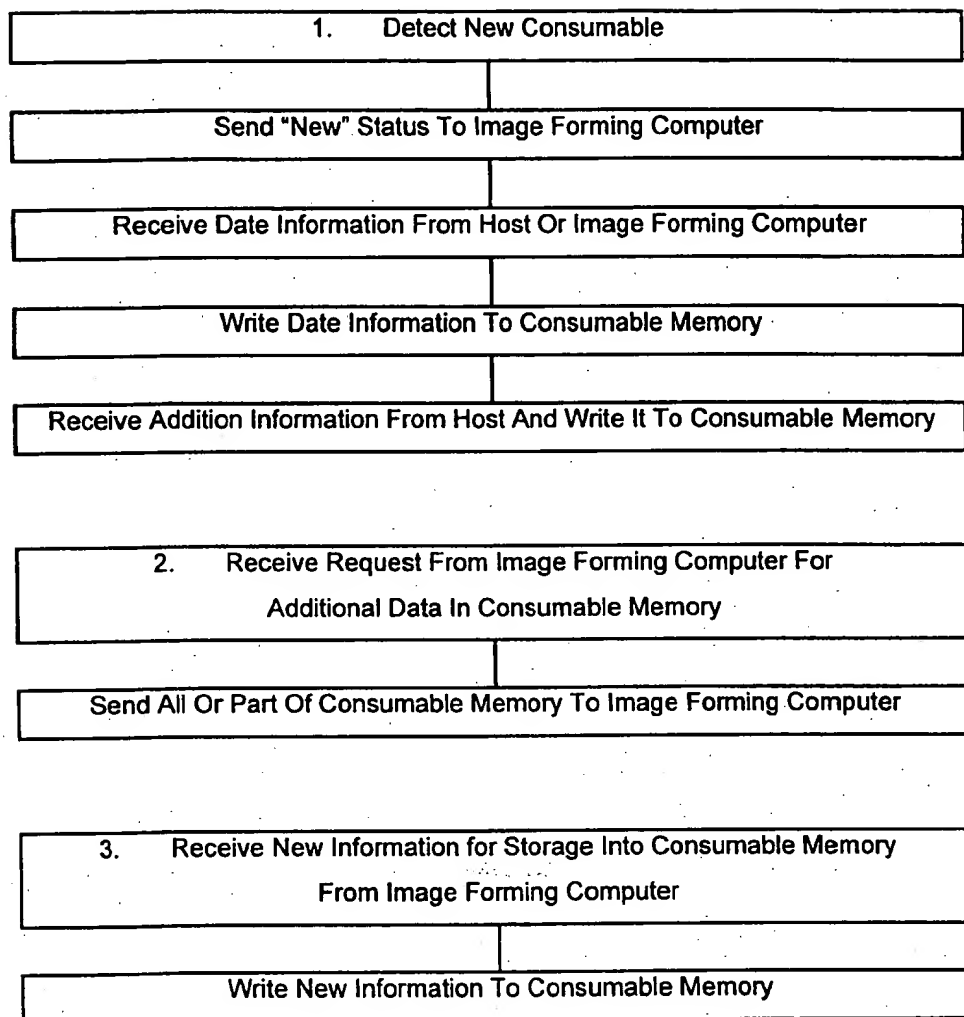 1. Detect New Consumable
Send "New" Status To Image Forming Computer
Receive Date Information From Host Or Image Forming Computer
Write Date Information To Consumable Memory
Receive Addition Information From Host And Write It To Consumable Memory
2. Receive Request From Image Forming Computer For
Additional Data In Consumable Memory
Send All Or Part Of Consumable Memory To Image Forming Computer
3. Receive New Information for Storage Into Consumable Memory
From Image Forming Computer
Write New Information To Consumable Memory